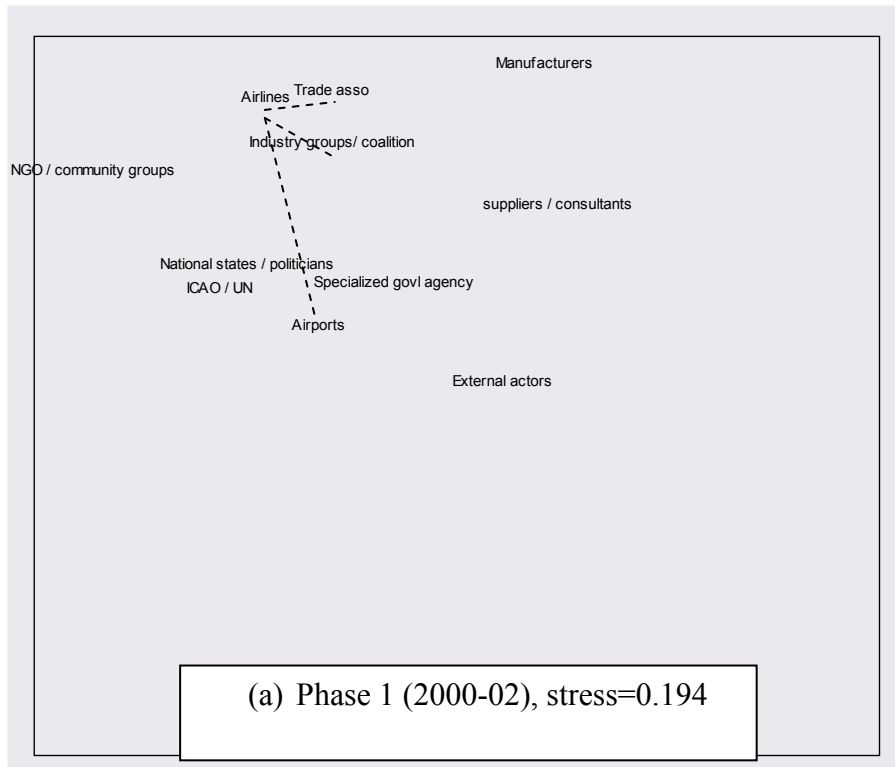 Manufacturers
Trade asso
Airlines
Industry groups/ coalition
NGO / community groups
suppliers / consultants
National states / politicians
Specialized govl agency
ICAO / UN
Airports
External actors
(a) Phase 1 (2000-02), stress=0.194